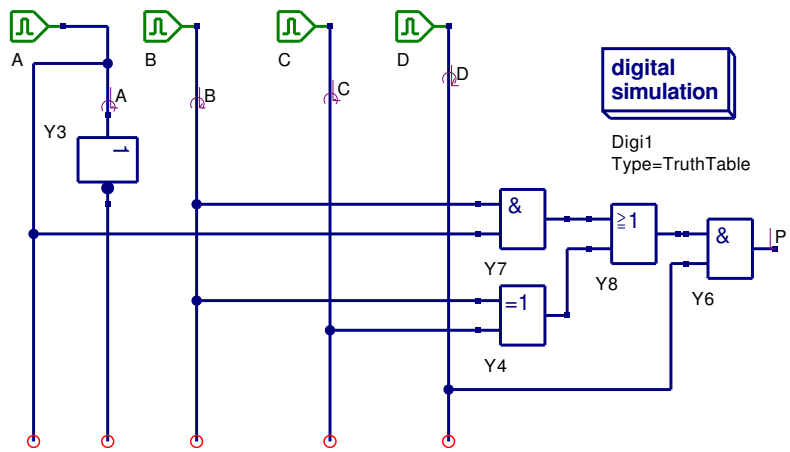 A
B
C
D
A
B
C
D
digital
simulation
Digi1
Type=TruthTable
Y3
1
&
Y7
≧1
Y8
&
Y6
P
=1
Y4